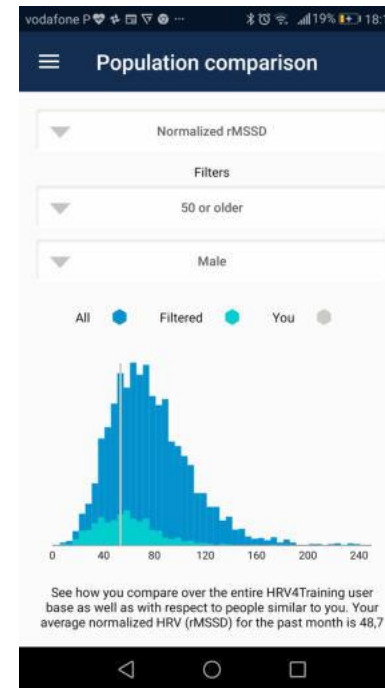 vodafone P ... 19% 18:1
Population comparison
Normalized rMSSD
Filters
50 or older
Male
All Filtered You
0 40 80 120 160 200 240
See how you compare over the entire HRV4Training user
base as well as with respect to people similar to you. Your
average normalized HRV (rMSSD) for the past month is 48,7